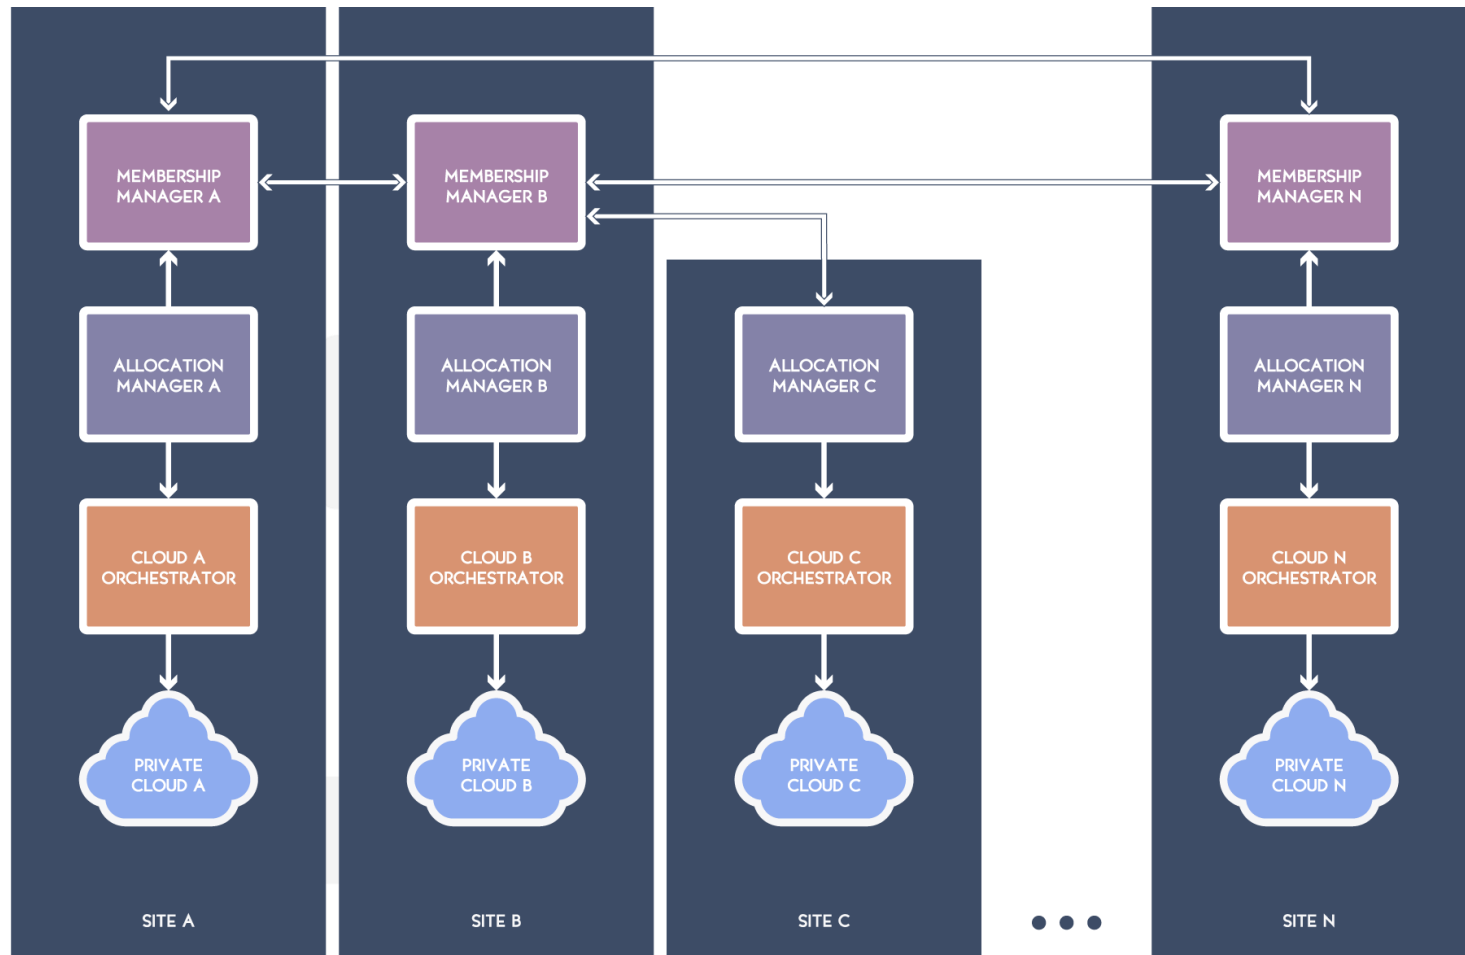 MEMBERSHIP
MANAGER A
MEMBERSHIP
MANAGER B
MEMBERSHIP
MANAGER N
ALLOCATION
MANAGER A
ALLOCATION
MANAGER B
ALLOCATION
MANAGER C
ALLOCATION
MANAGER N
CLOUD A
ORCHESTRATOR
CLOUD B
ORCHESTRATOR
CLOUD C
ORCHESTRATOR
CLOUD N
ORCHESTRATOR
PRIVATE
CLOUD A
PRIVATE
CLOUD B
PRIVATE
CLOUD C
PRIVATE
CLOUD N
SITE A
SITE B
SITE C
SITE N